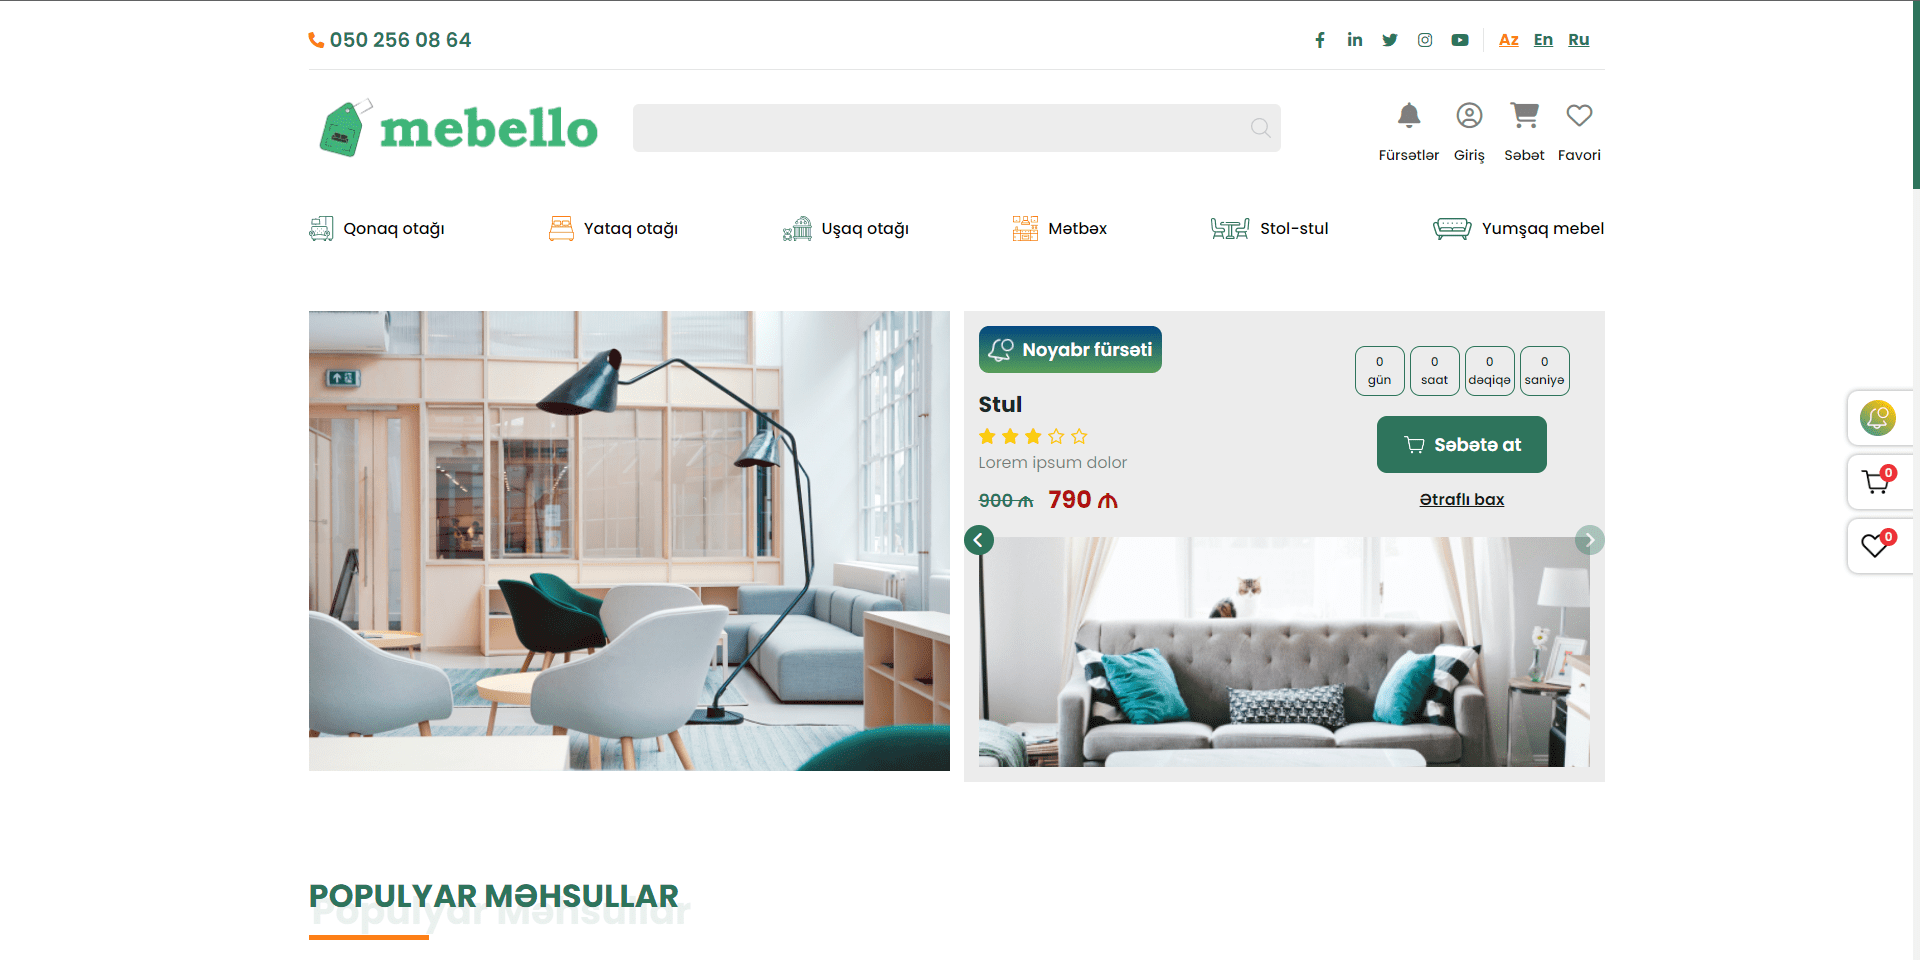 050 256 08 64
Az En Ru
mebello
Fürsətlər Giriş Səbət Favori
Qonaq otağı Yataq otağı Uşaq otağı Mətbəx Stol-stul Yumşaq mebel
Noyabr fürsəti
Stul
Lorem ipsum dolor
900 ₼ 790 ₼
0 gün
0 saat
0 dəqiqə
0 saniyə
Səbətə at
Ətraflı bax
0
0
POPULYAR MƏHSULLAR
Populyar Məhsullar